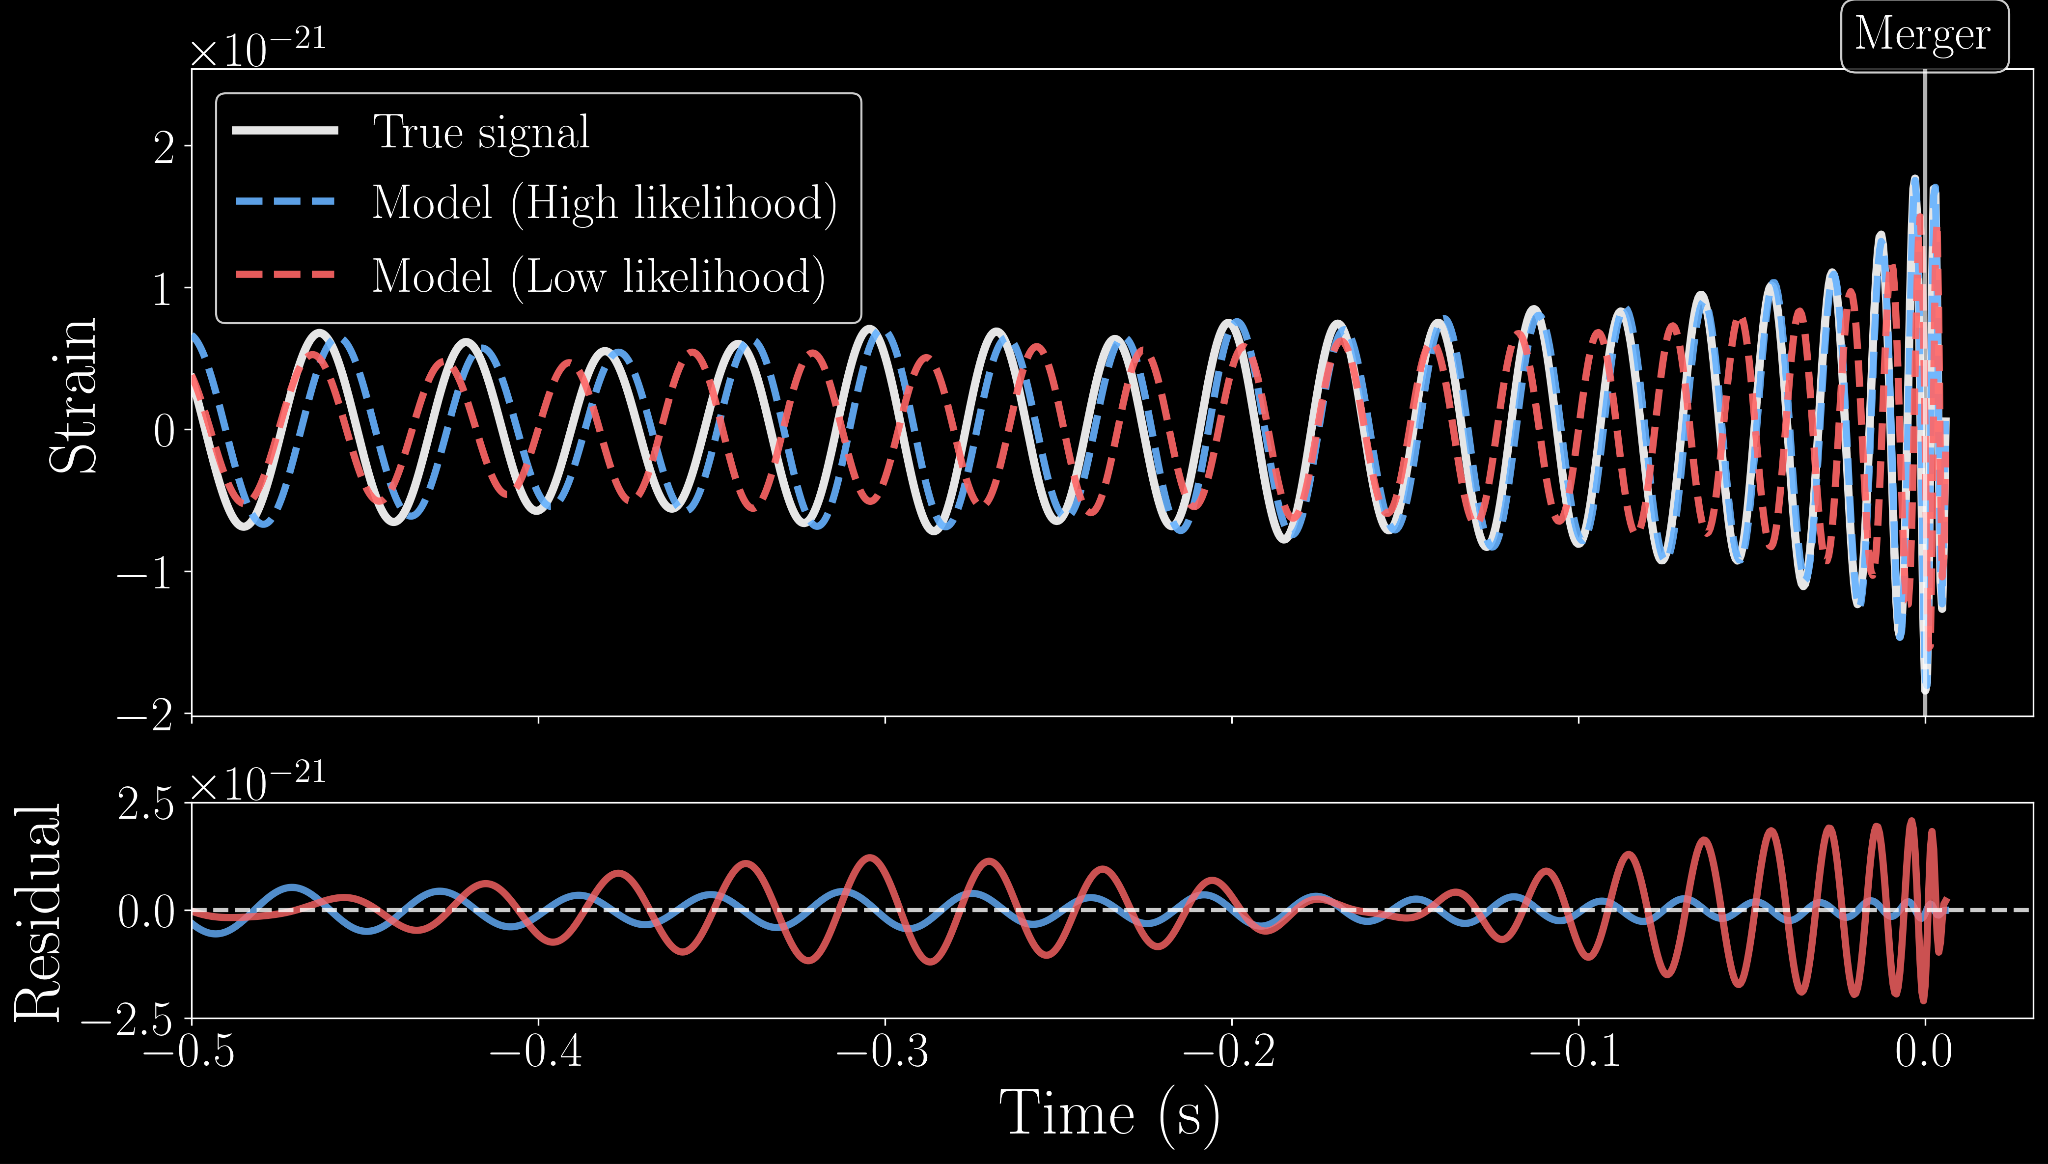 ×10⁻²¹
Merger
True signal
Model (High likelihood)
Model (Low likelihood)
Strain
2
1
0
−1
−2
×10⁻²¹
Residual
2.5
0.0
−2.5
−0.5 −0.4 −0.3 −0.2 −0.1 0.0
Time (s)